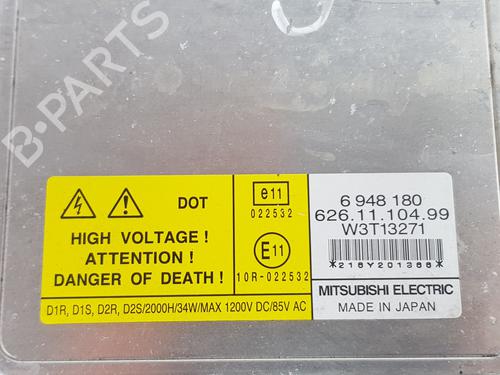 B-PARTS
DOT
HIGH VOLTAGE !
ATTENTION !
DANGER OF DEATH !
e11
022532
E11
10R-022532
D1R, D1S, D2R, D2S/2000H/34W/MAX 1200V DC/85V AC
6 948 180
626.11.104.99
W3T13271
*216Y201388*
MITSUBISHI ELECTRIC
MADE IN JAPAN